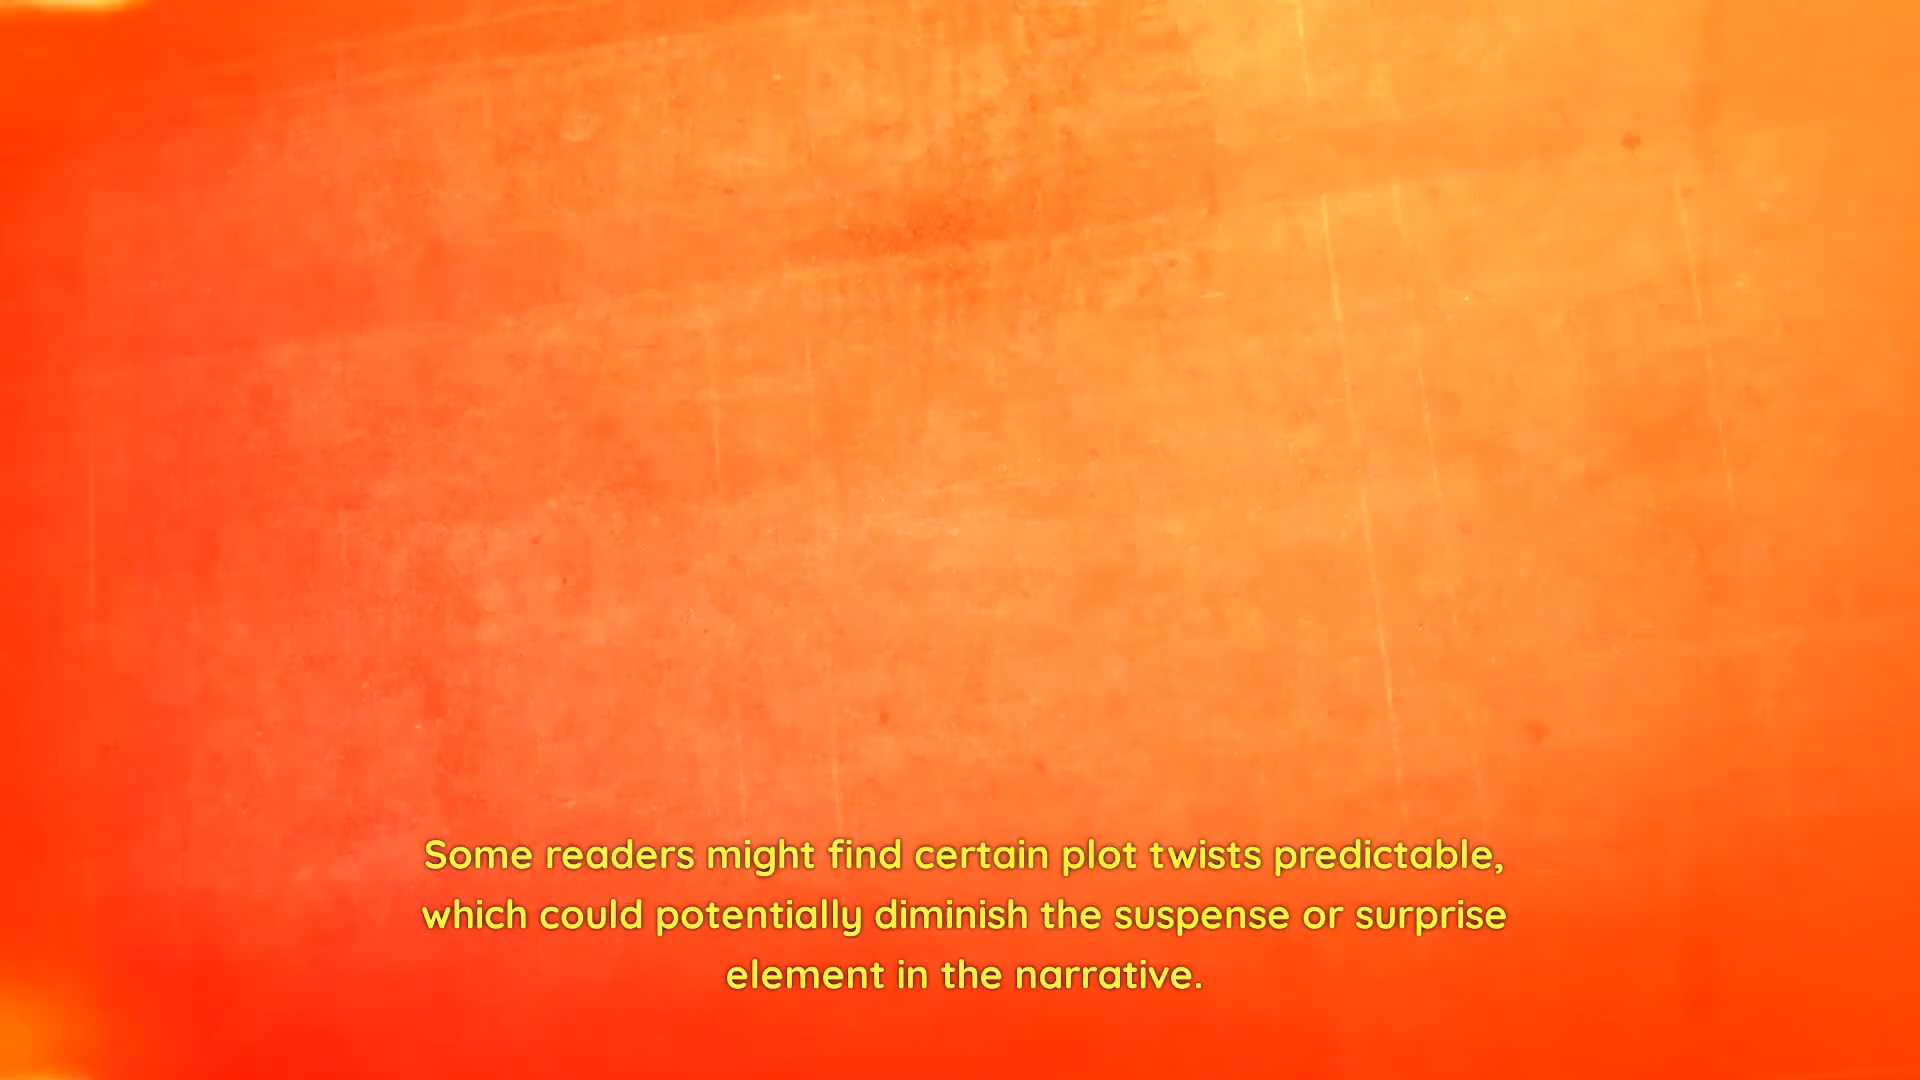 Some readers might find certain plot twists predictable,
which could potentially diminish the suspense or surprise
element in the narrative.